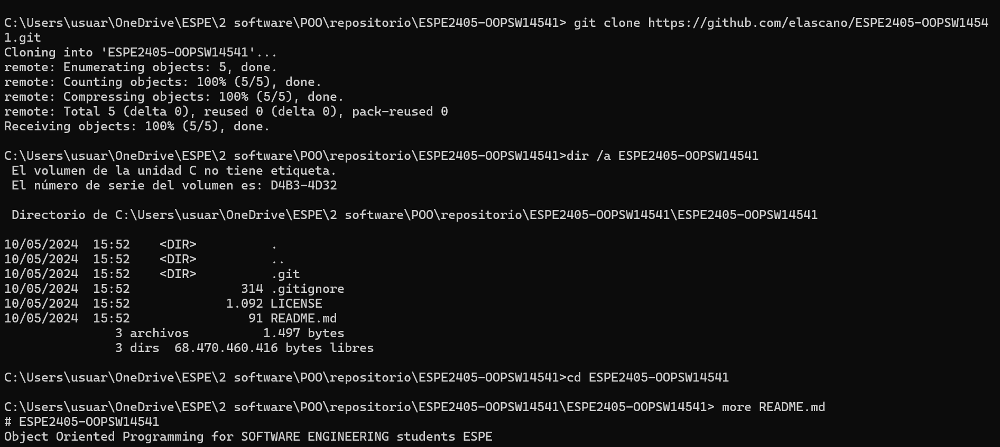 C:\Users\usuar\OneDrive\ESPE\2 software\POO\repositorio\ESPE2405-OOPSW14541> git clone https://github.com/elascano/ESPE2405-OOPSW1454
1.git
Cloning into 'ESPE2405-OOPSW14541'...
remote: Enumerating objects: 5, done.
remote: Counting objects: 100% (5/5), done.
remote: Compressing objects: 100% (5/5), done.
remote: Total 5 (delta 0), reused 0 (delta 0), pack-reused 0
Receiving objects: 100% (5/5), done.

C:\Users\usuar\OneDrive\ESPE\2 software\POO\repositorio\ESPE2405-OOPSW14541>dir /a ESPE2405-OOPSW14541
 El volumen de la unidad C no tiene etiqueta.
 El número de serie del volumen es: D4B3-4D32

 Directorio de C:\Users\usuar\OneDrive\ESPE\2 software\POO\repositorio\ESPE2405-OOPSW14541\ESPE2405-OOPSW14541

10/05/2024  15:52    <DIR>          .
10/05/2024  15:52    <DIR>          ..
10/05/2024  15:52    <DIR>          .git
10/05/2024  15:52               314 .gitignore
10/05/2024  15:52             1.092 LICENSE
10/05/2024  15:52                91 README.md
               3 archivos          1.497 bytes
               3 dirs  68.470.460.416 bytes libres

C:\Users\usuar\OneDrive\ESPE\2 software\POO\repositorio\ESPE2405-OOPSW14541>cd ESPE2405-OOPSW14541

C:\Users\usuar\OneDrive\ESPE\2 software\POO\repositorio\ESPE2405-OOPSW14541\ESPE2405-OOPSW14541> more README.md
# ESPE2405-OOPSW14541
Object Oriented Programming for SOFTWARE ENGINEERING students ESPE